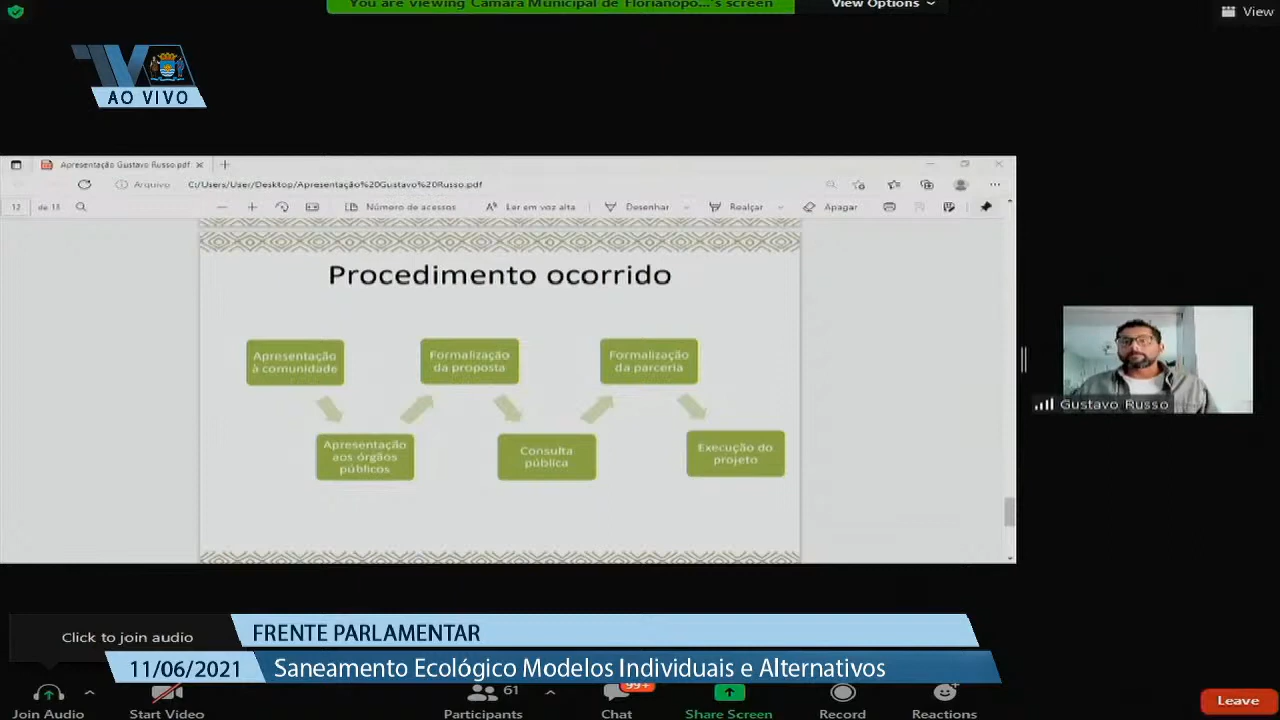 You are viewing Câmara Municipal de Florianópo...'s screen
View Options
View
AO VIVO
Apresentação Gustavo Russo.pdf
Arquivo
C:/Users/User/Desktop/Apresentação%20Gustavo%20Russo.pdf
12 de 13
Número de acessos
Ler em voz alta
Desenhar
Realçar
Apagar
Procedimento ocorrido
Apresentação
à comunidade
Apresentação
aos órgãos
públicos
Formalização
da proposta
Consulta
pública
Formalização
da parceria
Execução do
projeto
Gustavo Russo
Click to join audio
FRENTE PARLAMENTAR
11/06/2021
Saneamento Ecológico Modelos Individuais e Alternativos
Join Audio
Start Video
61
Participants
99+
Chat
Share Screen
Record
Reactions
Leave